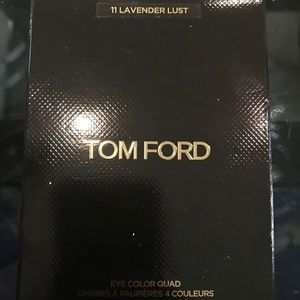 11 LAVENDER LUST
TOM FORD
EYE COLOR QUAD
OMBRES À PAUPIÈRES 4 COULEURS